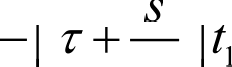 −| τ + s/ |t₁